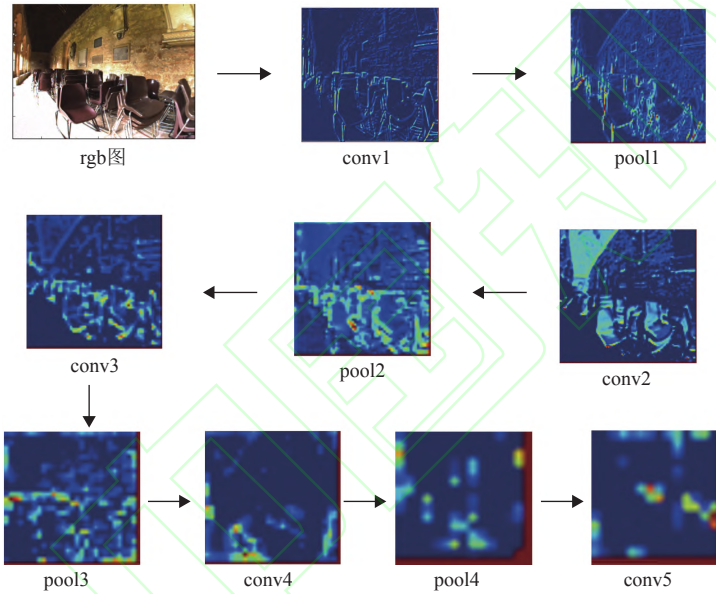 rgb图
conv1
pool1
conv3
pool2
conv2
pool3
conv4
pool4
conv5